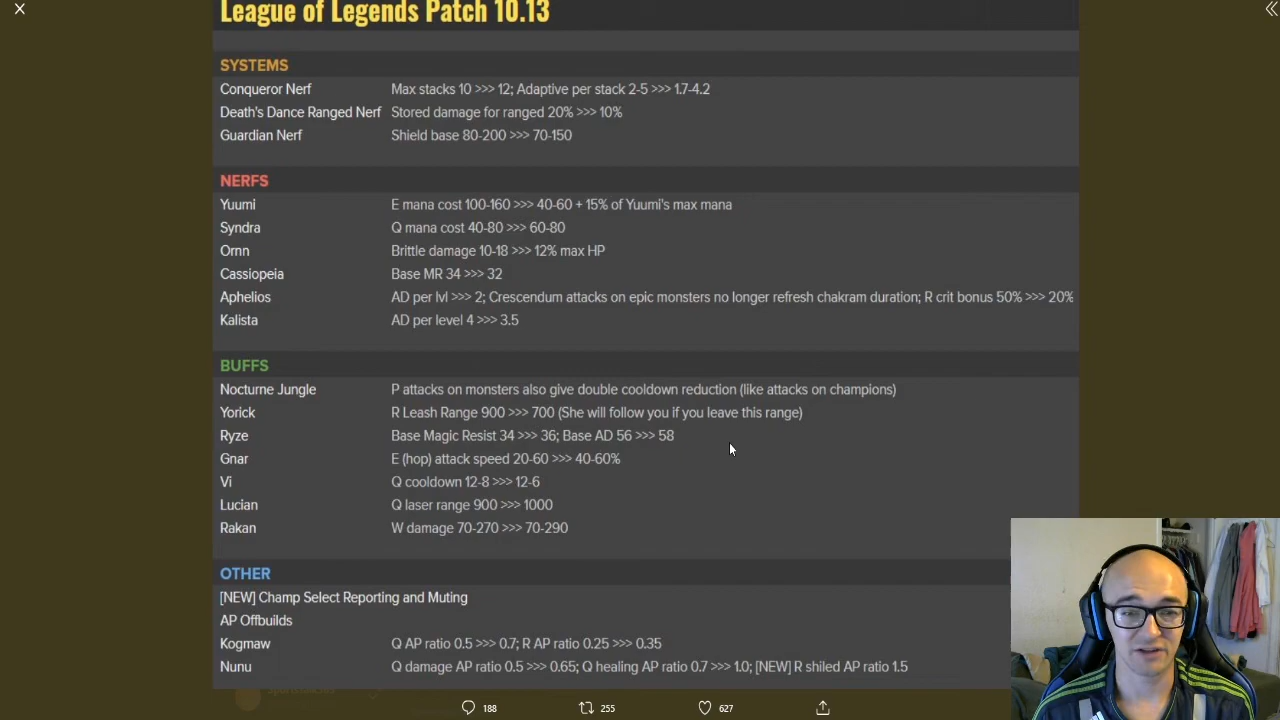 League of Legends Patch 10.13
SYSTEMS
Conqueror Nerf Max stacks 10 >>> 12; Adaptive per stack 2-5 >>> 1.7-4.2
Death's Dance Ranged Nerf Stored damage for ranged 20% >>> 10%
Guardian Nerf Shield base 80-200 >>> 70-150
NERFS
Yuumi E mana cost 100-160 >>> 40-60 + 15% of Yuumi's max mana
Syndra Q mana cost 40-80 >>> 60-80
Ornn Brittle damage 10-18 >>> 12% max HP
Cassiopeia Base MR 34 >>> 32
Aphelios AD per lvl >>> 2; Crescendum attacks on epic monsters no longer refresh chakram duration; R crit bonus 50% >>> 20%
Kalista AD per level 4 >>> 3.5
BUFFS
Nocturne Jungle P attacks on monsters also give double cooldown reduction (like attacks on champions)
Yorick R Leash Range 900 >>> 700 (She will follow you if you leave this range)
Ryze Base Magic Resist 34 >>> 36; Base AD 56 >>> 58
Gnar E (hop) attack speed 20-60 >>> 40-60%
Vi Q cooldown 12-8 >>> 12-6
Lucian Q laser range 900 >>> 1000
Rakan W damage 70-270 >>> 70-290
OTHER
[NEW] Champ Select Reporting and Muting
AP Offbuilds
Kogmaw Q AP ratio 0.5 >>> 0.7; R AP ratio 0.25 >>> 0.35
Nunu Q damage AP ratio 0.5 >>> 0.65; Q healing AP ratio 0.7 >>> 1.0; [NEW] R shiled AP ratio 1.5
188 255 627